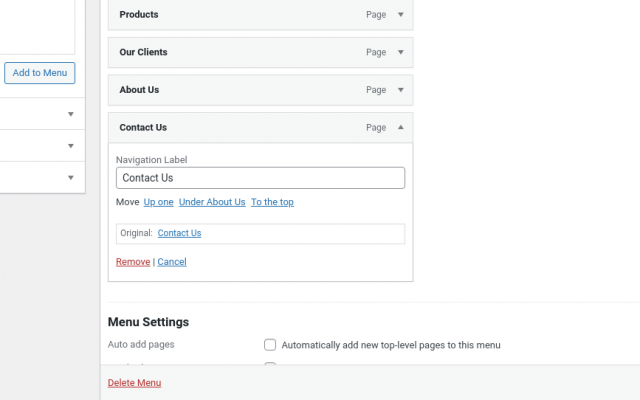 Products Page
Our Clients Page
Add to Menu
About Us Page
Contact Us Page
Navigation Label
Contact Us
Move Up one Under About Us To the top
Original: Contact Us
Remove | Cancel
Menu Settings
Auto add pages Automatically add new top-level pages to this menu
Delete Menu